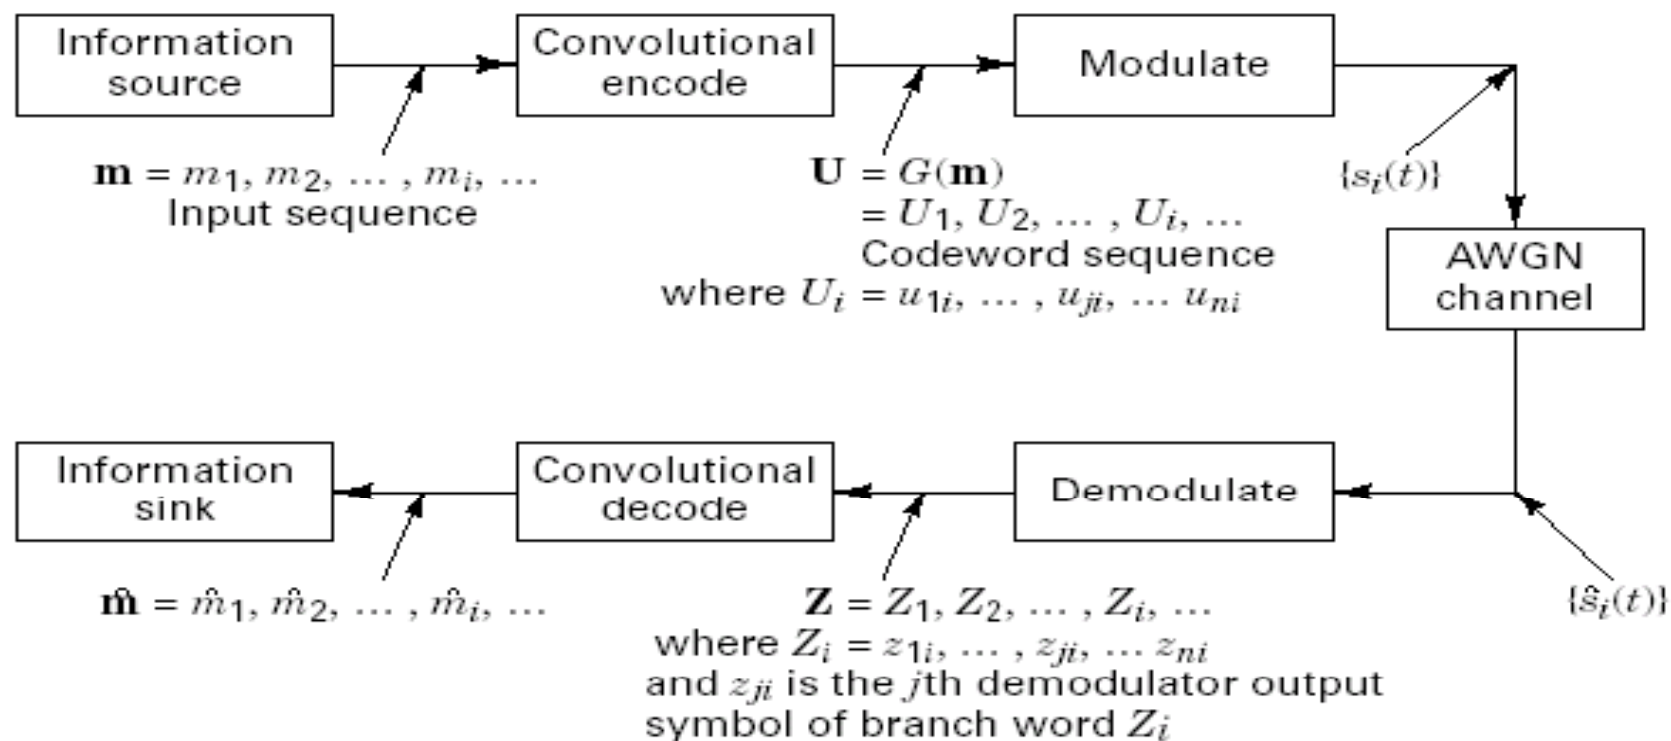 Information
source
Convolutional
encode
Modulate
m = m1, m2, ... , mi, ...
Input sequence
U = G(m)
= U1, U2, ... , Ui, ...
Codeword sequence
where Ui = u1i, ... , uji, ... uni
{si(t)}
AWGN
channel
Information
sink
Convolutional
decode
Demodulate
m̂ = m̂1, m̂2, ... , m̂i, ...
Z = Z1, Z2, ... , Zi, ...
where Zi = z1i, ... , zji, ... zni
and zji is the jth demodulator output
symbol of branch word Zi
{ŝi(t)}